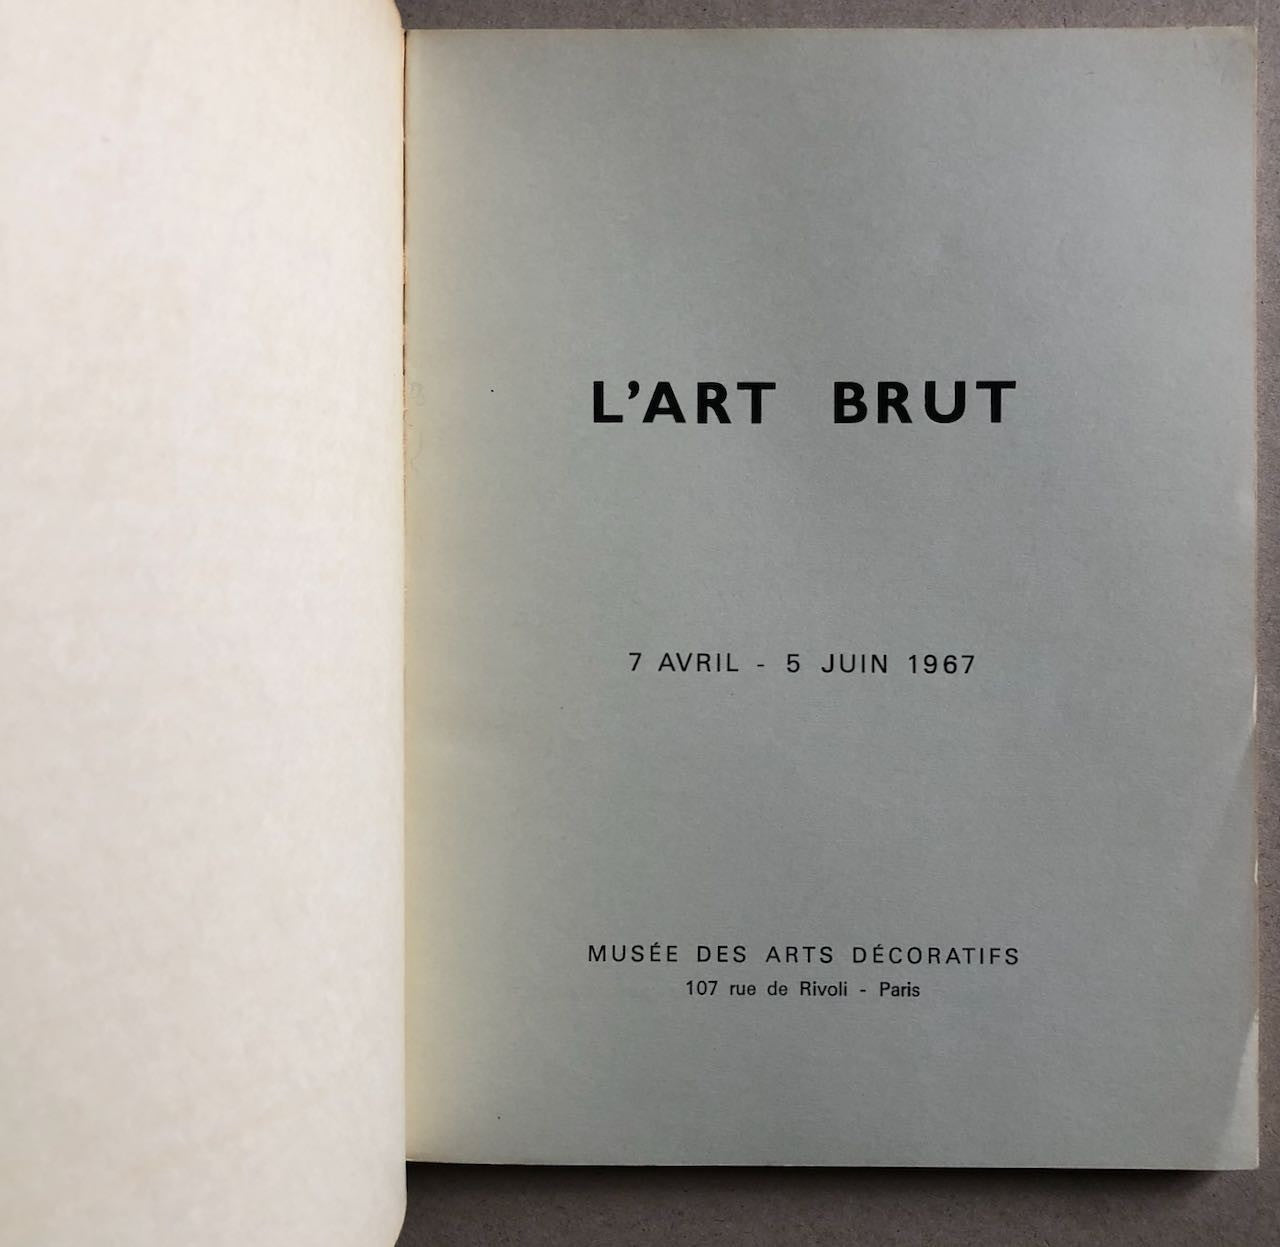 L’ART BRUT
7 AVRIL - 5 JUIN 1967
MUSÉE DES ARTS DÉCORATIFS
107 rue de Rivoli - Paris